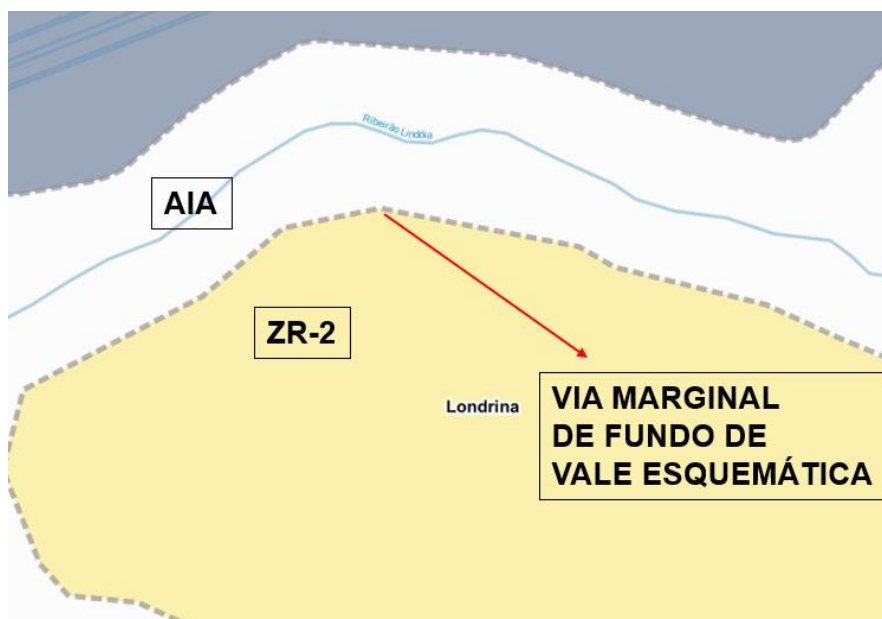 Ribeirão Lindóia
AIA
ZR-2
Londrina
VIA MARGINAL
DE FUNDO DE
VALE ESQUEMÁTICA